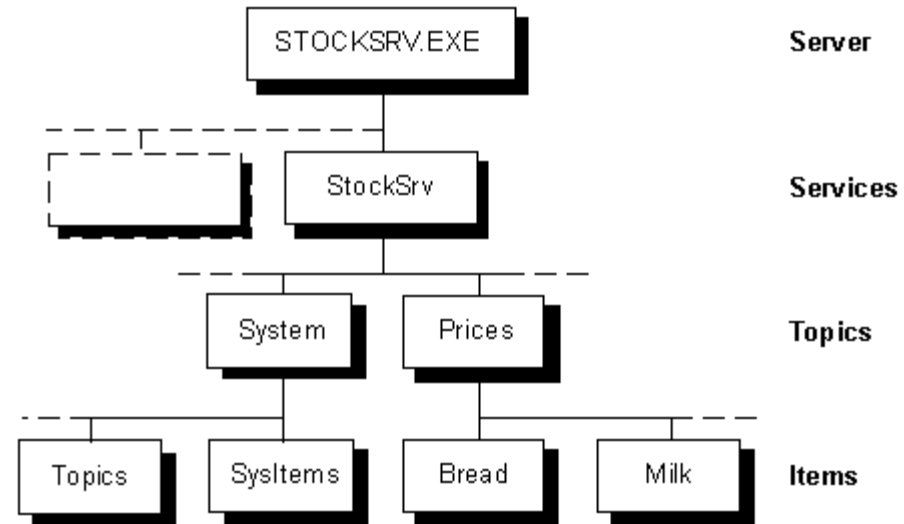 STOCKSRV.EXE Server
StockSrv Services
System Prices Topics
Topics SysItems Bread Milk Items